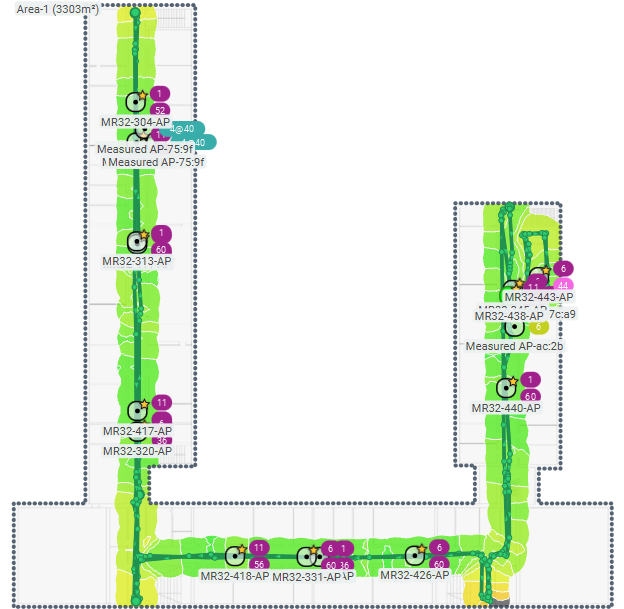 Area-1 (3303m²)
1
52
MR32-304-AP
4@40
11
@40
Measured AP-75:9f
Measured AP-75:9f
1
60
MR32-313-AP
11
MR32-417-AP
36
MR32-320-AP
6
11
44
MR32-443-AP
MR32-438-AP
7c:a9
6
Measured AP-ac:2b
1
60
MR32-440-AP
11
56
MR32-418-AP
6
1
60
36
MR32-331-AP
6
60
MR32-426-AP